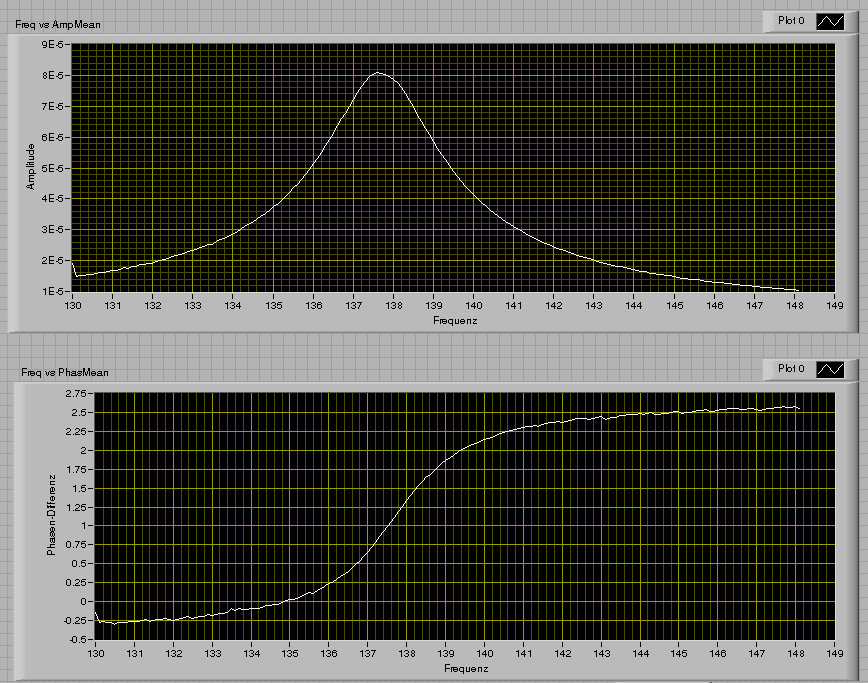 Freq vs AmpMean
Plot 0
9E-5
8E-5
7E-5
6E-5
5E-5
4E-5
3E-5
2E-5
1E-5
Amplitude
130 131 132 133 134 135 136 137 138 139 140 141 142 143 144 145 146 147 148 149
Frequenz
Freq vs PhasMean
Plot 0
2.75
2.5
2.25
2
1.75
1.5
1.25
1
0.75
0.5
0.25
0
-0.25
-0.5
Phasen-Differenz
130 131 132 133 134 135 136 137 138 139 140 141 142 143 144 145 146 147 148 149
Frequenz